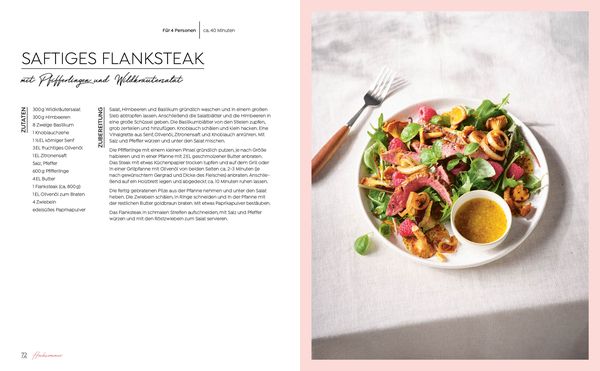 Für 4 Personen
ca. 40 Minuten
SAFTIGES FLANKSTEAK
mit Pfifferlingen und Wildkräutersalat
ZUTATEN
300 g Wildkräutersalat
300 g Himbeeren
8 Zweige Basilikum
1 Knoblauchzehe
1 ½ EL körniger Senf
3 EL fruchtiges Olivenöl
1 EL Zitronensaft
Salz, Pfeffer
600 g Pfifferlinge
4 EL Butter
1 Flanksteak (ca. 800 g)
1 EL Olivenöl zum Braten
4 Zwiebeln
edelsüßes Paprikapulver
ZUBEREITUNG
Salat, Himbeeren und Basilikum gründlich waschen und in einem großen
Sieb abtropfen lassen. Anschließend die Salatblätter und die Himbeeren in
eine große Schüssel geben. Die Basilikumblätter von den Stielen zupfen,
grob zerteilen und hinzufügen. Knoblauch schälen und klein hacken. Eine
Vinaigrette aus Senf, Olivenöl, Zitronensaft und Knoblauch anrühren. Mit
Salz und Pfeffer würzen und unter den Salat mischen.
Die Pfifferlinge mit einem kleinen Pinsel gründlich putzen, je nach Größe
halbieren und in einer Pfanne mit 2 EL geschmolzener Butter anbraten.
Das Steak mit etwas Küchenpapier trocken tupfen und auf dem Grill oder
in einer Grillpfanne mit Olivenöl von beiden Seiten ca. 2–3 Minuten (je
nach gewünschtem Gargrad und Dicke des Fleisches) anbraten. Anschlie-
ßend auf ein Holzbrett legen und abgedeckt ca. 10 Minuten ruhen lassen.
Die fertig gebratenen Pilze aus der Pfanne nehmen und unter den Salat
heben. Die Zwiebeln schälen, in Ringe schneiden und in der Pfanne mit
der restlichen Butter goldbraun braten. Mit etwas Paprikapulver bestäuben.
Das Flanksteak in schmalen Streifen aufschneiden, mit Salz und Pfeffer
würzen und mit den Röstzwiebeln zum Salat servieren.
72